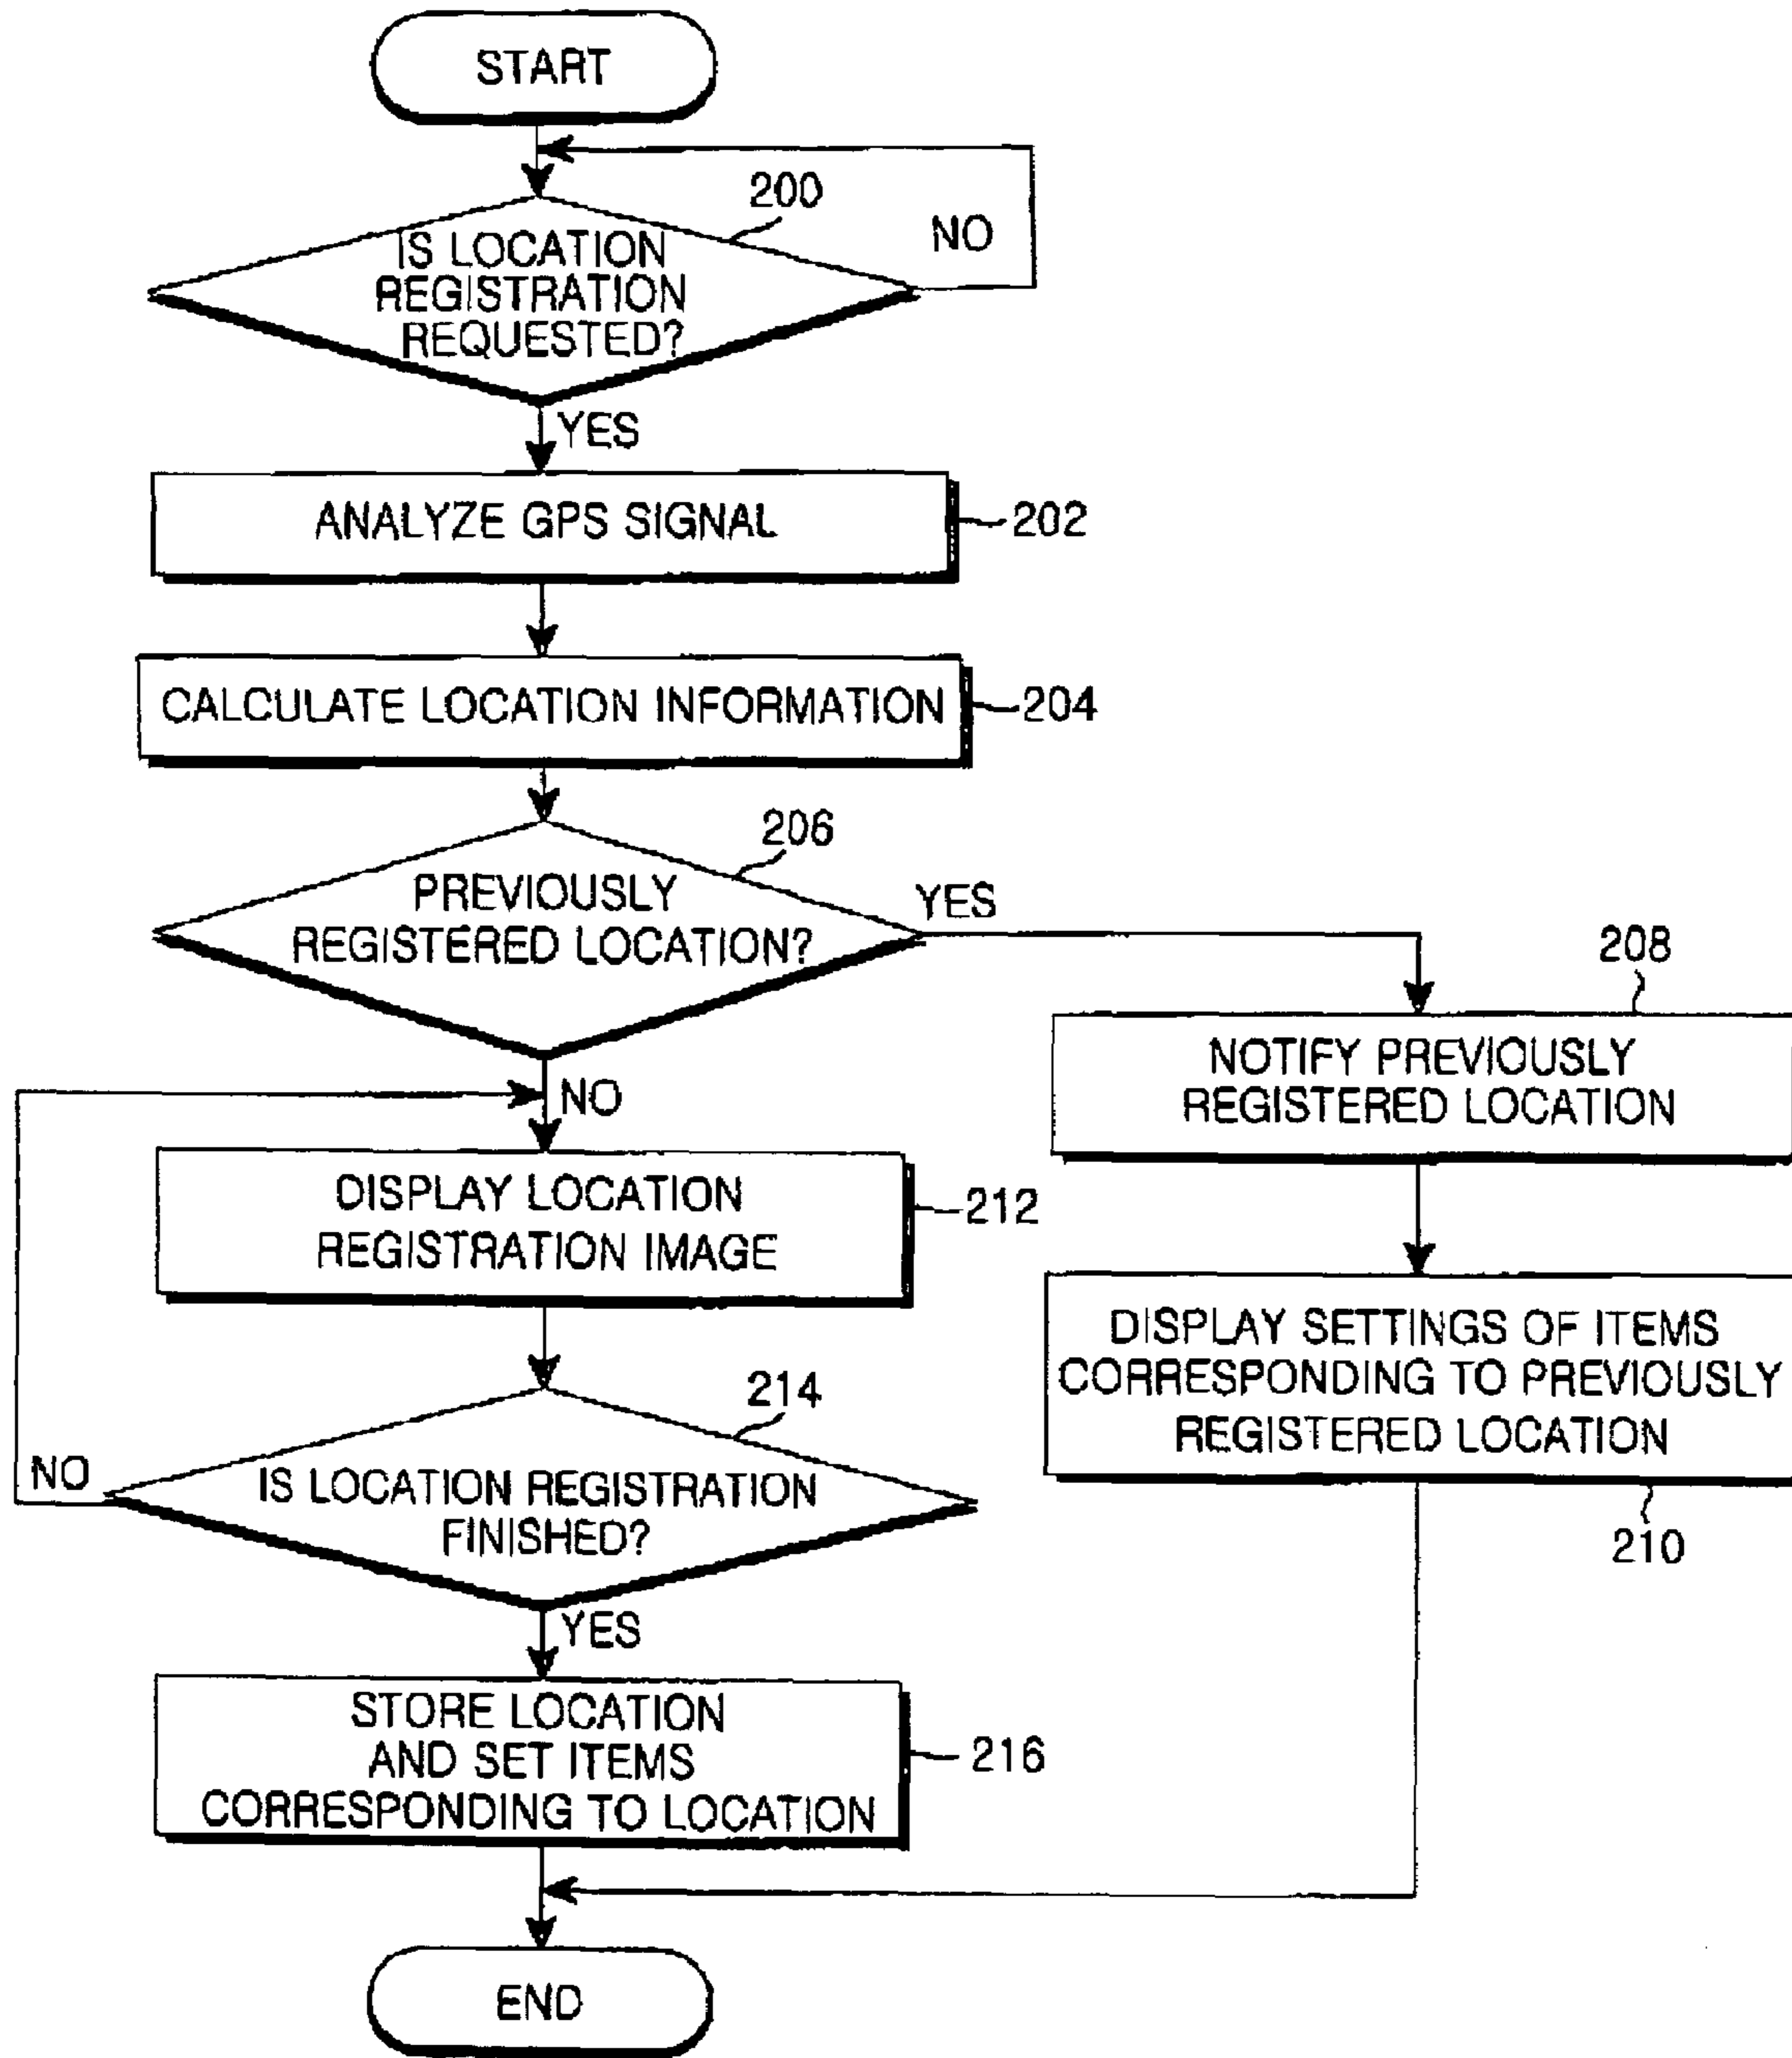 START
200
NO
IS LOCATION
REGISTRATION
REQUESTED?
YES
ANALYZE GPS SIGNAL
202
CALCULATE LOCATION INFORMATION
204
206
PREVIOUSLY
REGISTERED LOCATION?
YES
208
NOTIFY PREVIOUSLY
REGISTERED LOCATION
NO
DISPLAY LOCATION
REGISTRATION IMAGE
212
DISPLAY SETTINGS OF ITEMS
CORRESPONDING TO PREVIOUSLY
REGISTERED LOCATION
210
214
NO
IS LOCATION REGISTRATION
FINISHED?
YES
STORE LOCATION
AND SET ITEMS
CORRESPONDING TO LOCATION
216
END